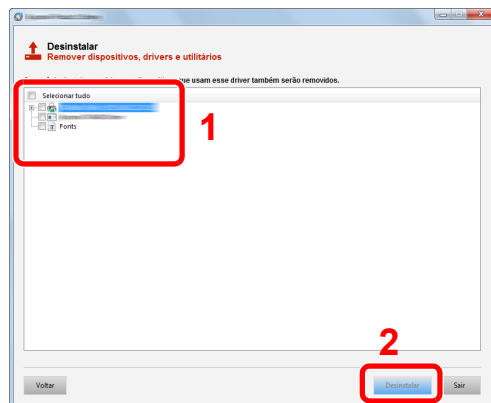 Desinstalar
Remover dispositivos, drivers e utilitários
que usam esse driver também serão removidos.
Selecionar tudo
1
Fonts
2
Voltar
Desinstalar
Sair